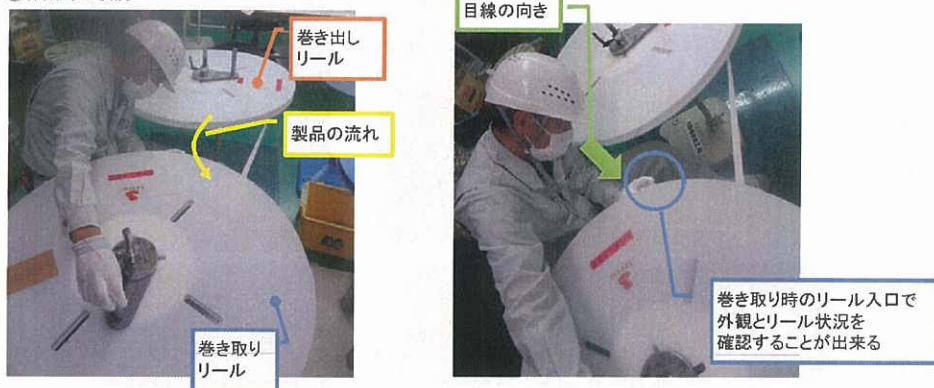 巻き出し
リール
製品の流れ
巻き取り
リール
目線の向き
巻き取り時のリール入口で
外観とリール状況を
確認することが出来る